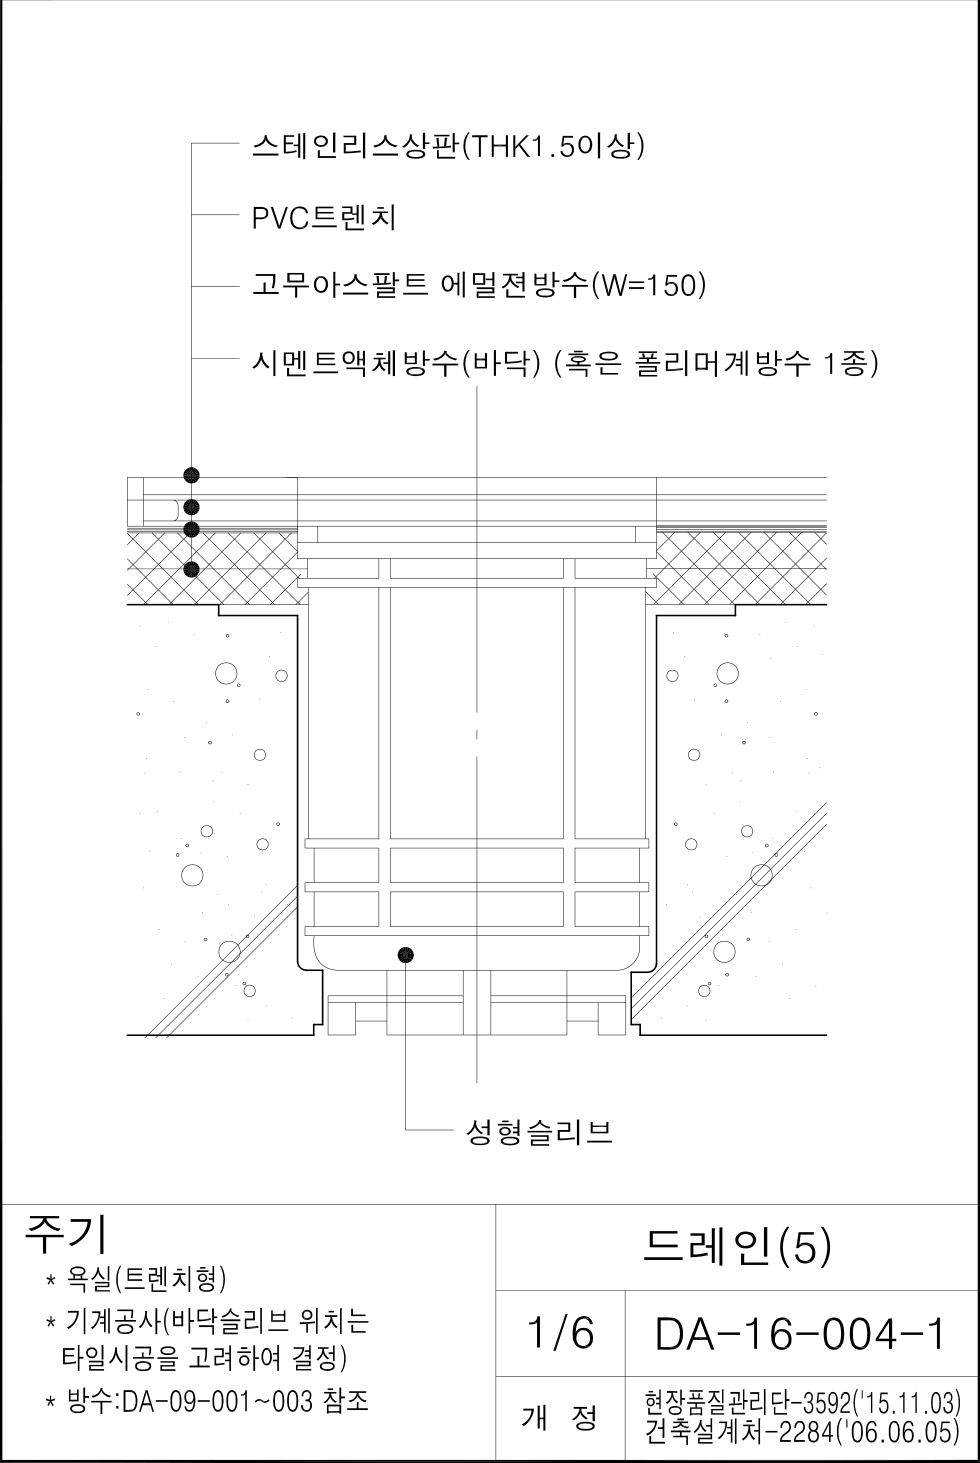 스테인리스상판(THK1.5이상)
PVC트렌치
고무아스팔트 에멀젼방수(W=150)
시멘트액체방수(바닥) (혹은 폴리머계방수 1종)
성형슬리브
주기
* 욕실(트렌치형)
* 기계공사(바닥슬리브 위치는
타일시공을 고려하여 결정)
* 방수:DA-09-001~003 참조
드레인(5)
1/6
DA-16-004-1
개 정
현장품질관리단-3592('15.11.03)
건축설계처-2284('06.06.05)